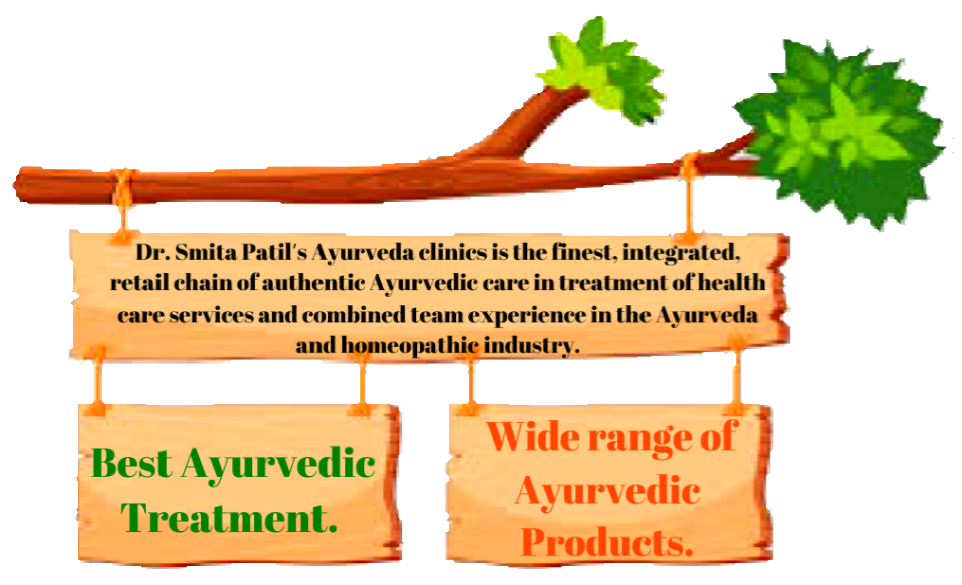 Dr. Smita Patil's Ayurveda clinics is the finest, integrated,
retail chain of authentic Ayurvedic care in treatment of health
care services and combined team experience in the Ayurveda
and homeopathic industry.
Best Ayurvedic
Treatment.
Wide range of
Ayurvedic
Products.